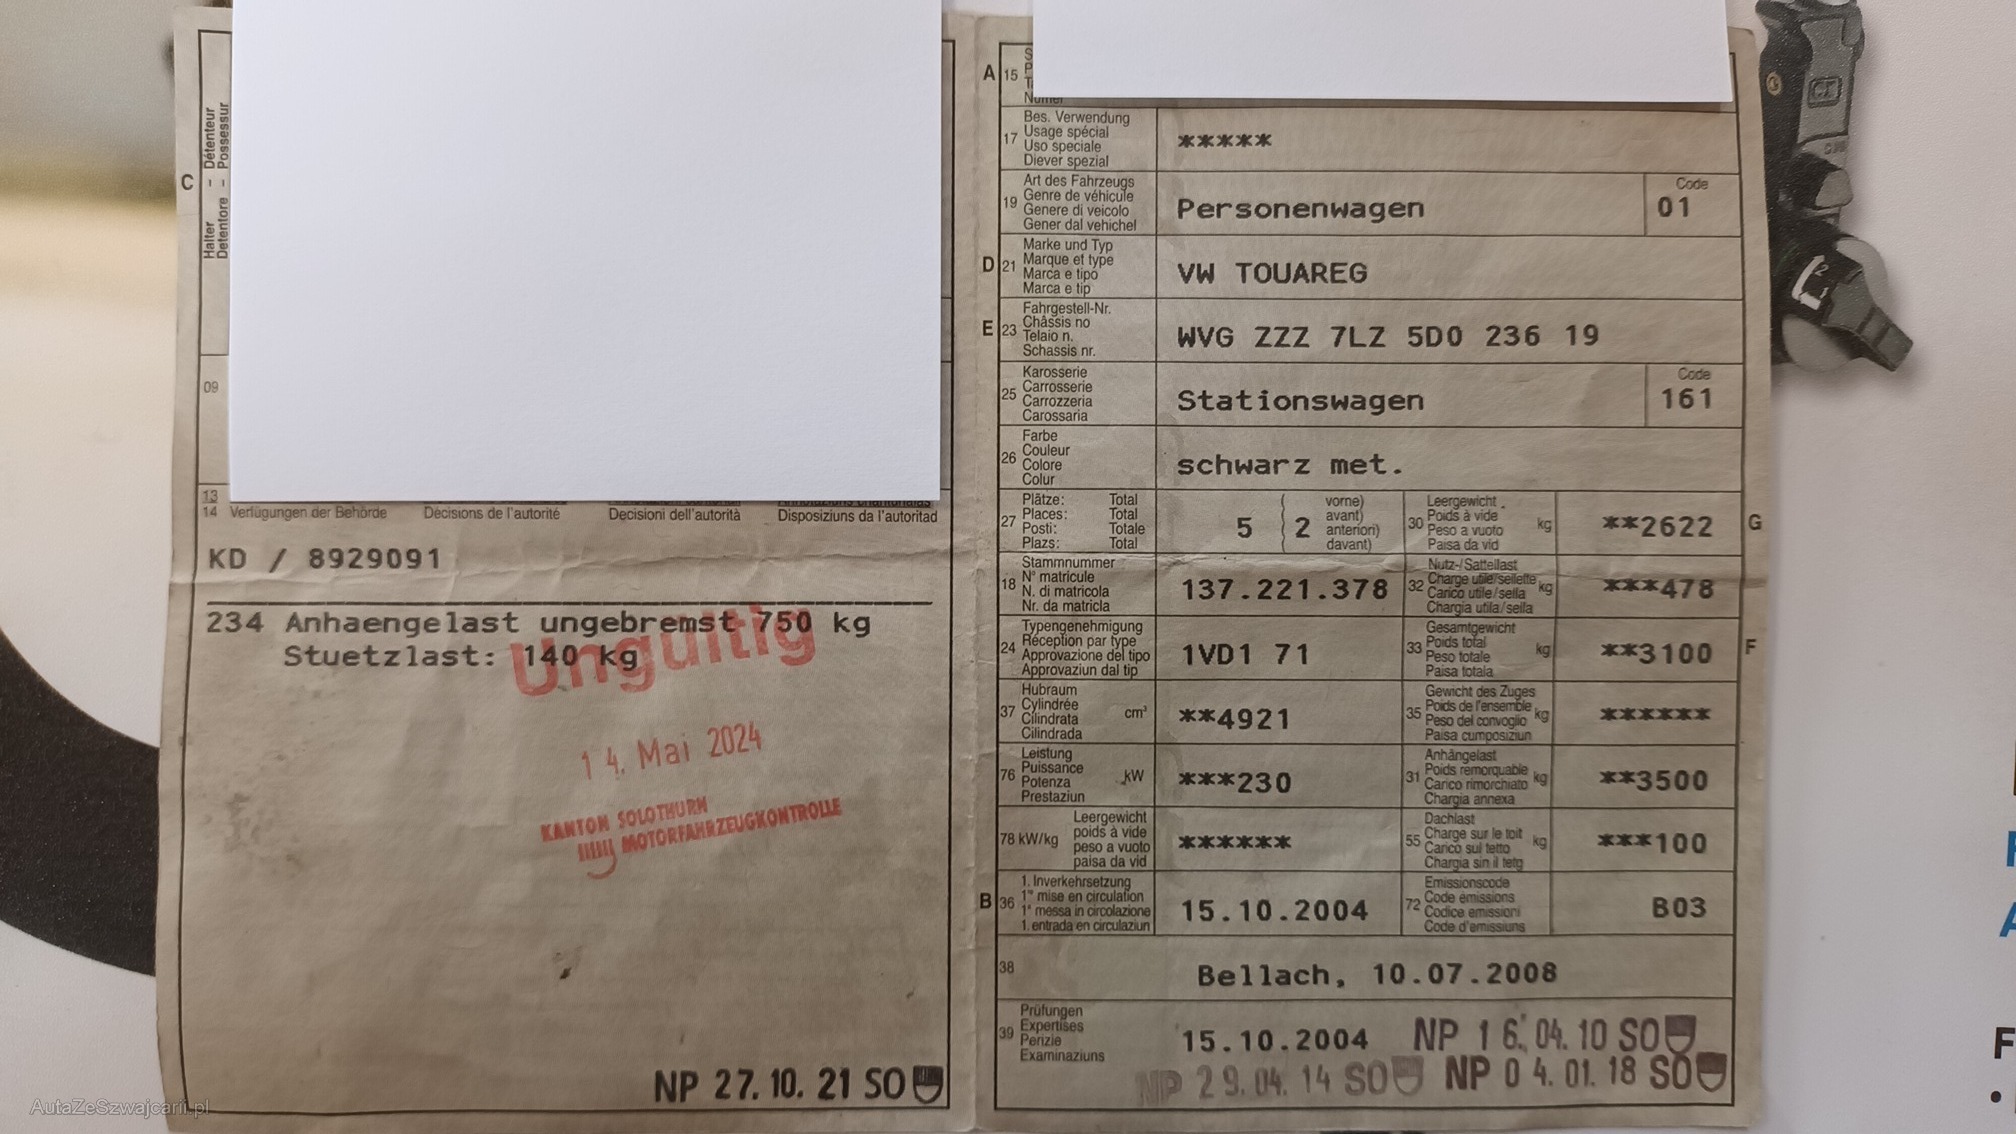 C
Halter - Détenteur
Detentore - Possessur
09
13
14 Verfügungen der Behörde Décisions de l'autorité Decisioni dell'autorità Disposiziuns da l'autoritad
KD / 8929091
234 Anhaengelast ungebremst 750 kg
Stuetzlast: 140 kg
Ungültig
14. Mai 2024
KANTON SOLOTHURN
MOTORFAHRZEUGKONTROLLE
NP 27.10.21 SO
A 15
Numer
17
Bes. Verwendung
Usage spécial
Uso speciale
Diever spezial
*****
19
Art des Fahrzeugs
Genre de véhicule
Genere di veicolo
Gener dal vehichel
Personenwagen
Code
01
D 21
Marke und Typ
Marque et type
Marca e tipo
Marca e tip
VW TOUAREG
E 23
Fahrgestell-Nr.
Châssis no
Telaio n.
Schassis nr.
WVG ZZZ 7LZ 5D0 236 19
25
Karosserie
Carrosserie
Carrozzeria
Carossaria
Stationswagen
Code
161
26
Farbe
Couleur
Colore
Colur
schwarz met.
27
Plätze: Total
Places: Total
Posti: Totale
Plazs: Total
5 ( 2
vorne)
avant)
anteriori)
davant)
30
Leergewicht
Poids à vide
Peso a vuoto
Paisa da vid
kg
**2622
G
18
Stammnummer
N° matricule
N. di matricola
Nr. da matricla
137.221.378
32
Nutz-/Sattellast
Charge utile/sellette
Carico utile/sella
Chargia utila/sella
kg
***478
24
Typengenehmigung
Réception par type
Approvazione del tipo
Approvaziun dal tip
1VD1 71
33
Gesamtgewicht
Poids total
Peso totale
Paisa totala
kg
**3100
F
37
Hubraum
Cylindrée
Cilindrata
Cilindrada
cm³
**4921
35
Gewicht des Zuges
Poids de l'ensemble
Peso del convoglio
Paisa cumposiziun
kg
******
76
Leistung
Puissance
Potenza
Prestaziun
kW
***230
31
Anhängelast
Poids remorquable
Carico rimorchiato
Chargia annexa
kg
**3500
78 kW/kg
Leergewicht
poids à vide
peso a vuoto
paisa da vid
******
55
Dachlast
Charge sur le toit
Carico sul tetto
Chargia sin il tetg
kg
***100
B 36
1. Inverkehrsetzung
1re mise en circulation
1a messa in circolazione
1. entrada en circulaziun
15.10.2004
72
Emissionscode
Code émissions
Codice emissioni
Code d'emissiuns
B03
38
Bellach, 10.07.2008
39
Prüfungen
Expertises
Perizie
Examinaziuns
15.10.2004 NP 16.04.10 SO
NP 29.04.14 SO NP 04.01.18 SO
AutaZeSzwajcarii.pl